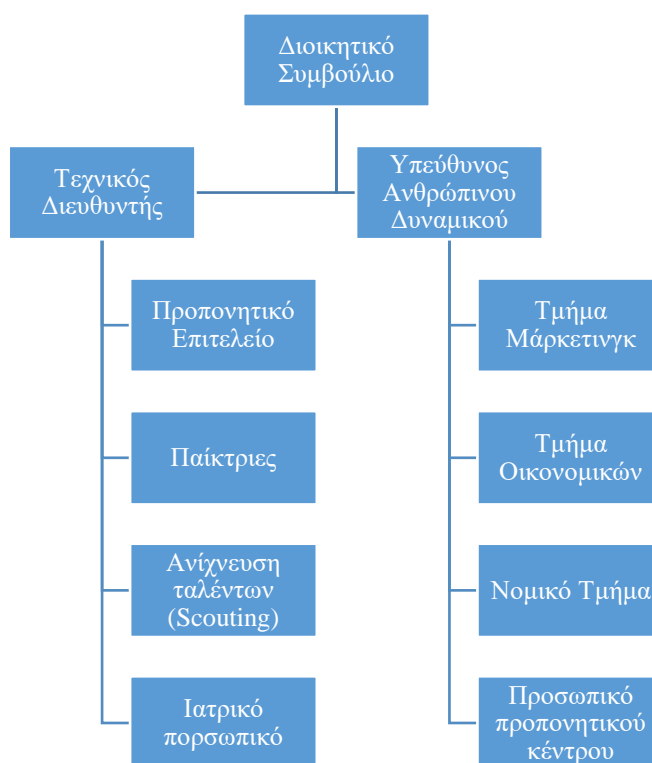 Διοικητικό
Συμβούλιο
Τεχνικός
Διευθυντής
Υπεύθυνος
Ανθρώπινου
Δυναμικού
Προπονητικό
Επιτελείο
Παίκτριες
Ανίχνευση
ταλέντων
(Scouting)
Ιατρικό
πορσωπικό
Τμήμα
Μάρκετινγκ
Τμήμα
Οικονομικών
Νομικό Τμήμα
Προσωπικό
προπονητικού
κέντρου